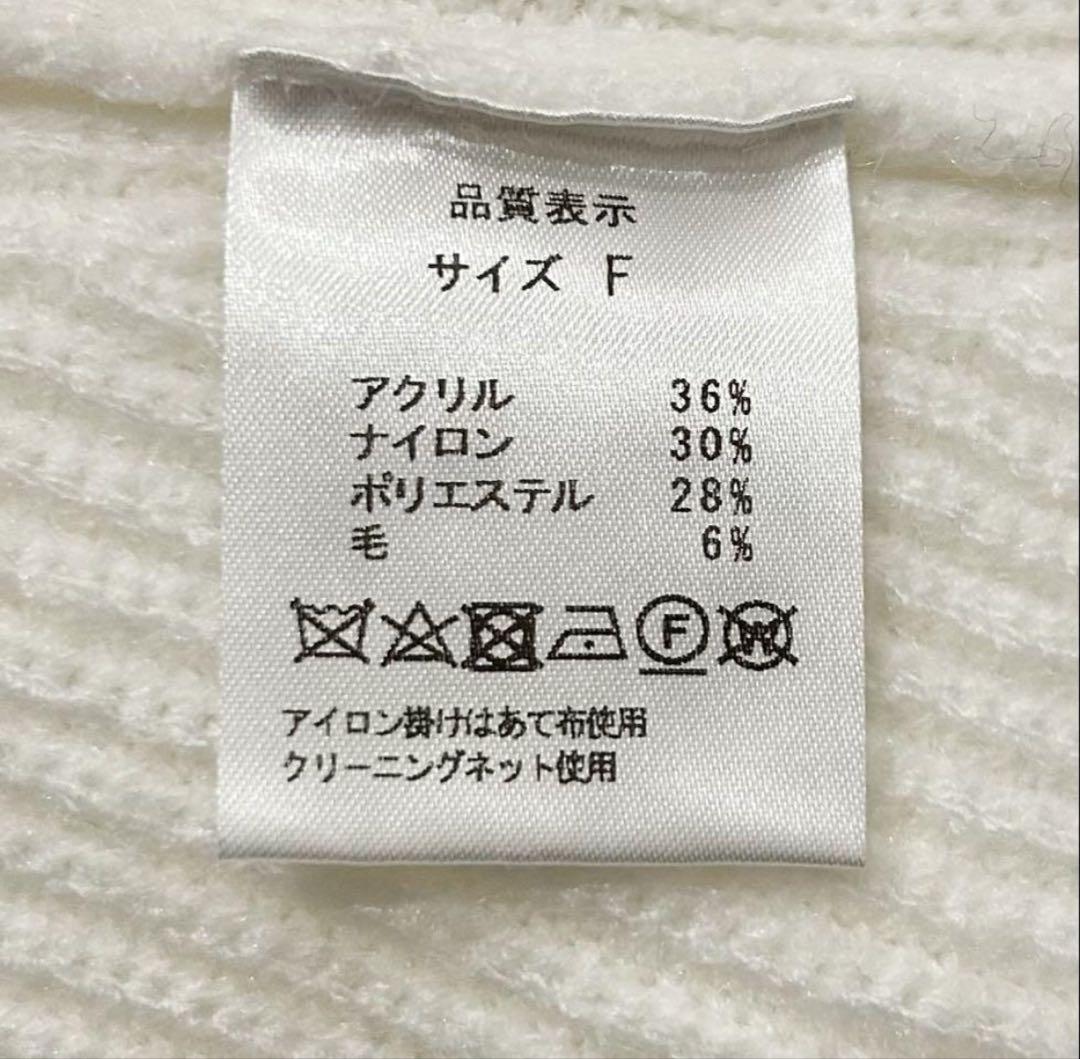 品質表示
サイズ F
アクリル 36%
ナイロン 30%
ポリエステル 28%
毛 6%
F W
アイロン掛けはあて布使用
クリーニングネット使用